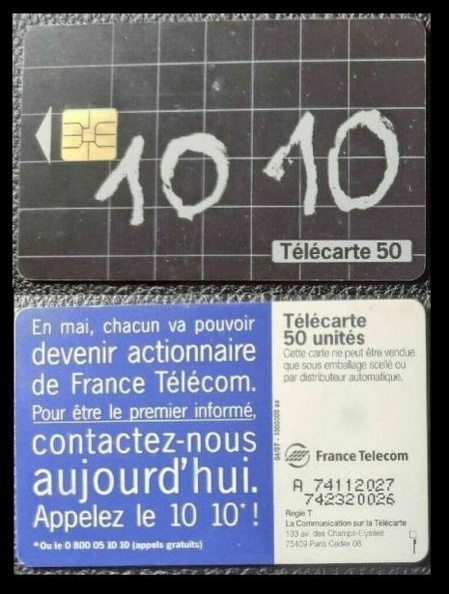 10 10
Télécarte 50
En mai, chacun va pouvoir
devenir actionnaire
de France Télécom.
Pour être le premier informé,
contactez-nous
aujourd'hui.
Appelez le 10 10* !
*Ou le 0 800 05 10 10 (appels gratuits)
Télécarte
50 unités
Cette carte ne peut être vendue
que sous emballage scellé ou
par distributeur automatique.
France Telecom
A 74112027
742320026
Regie T
La Communication sur la Télécarte
133 av. des Champs-Elysées
75409 Paris Cedex 08